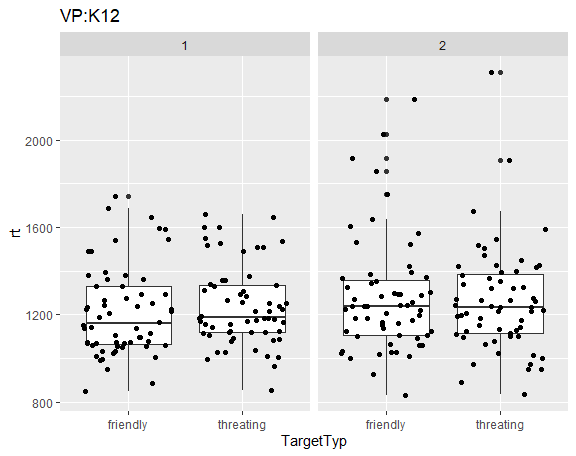 VP:K12
1 2
rt
2000
1600
1200
800
friendly threating friendly threating
TargetTyp